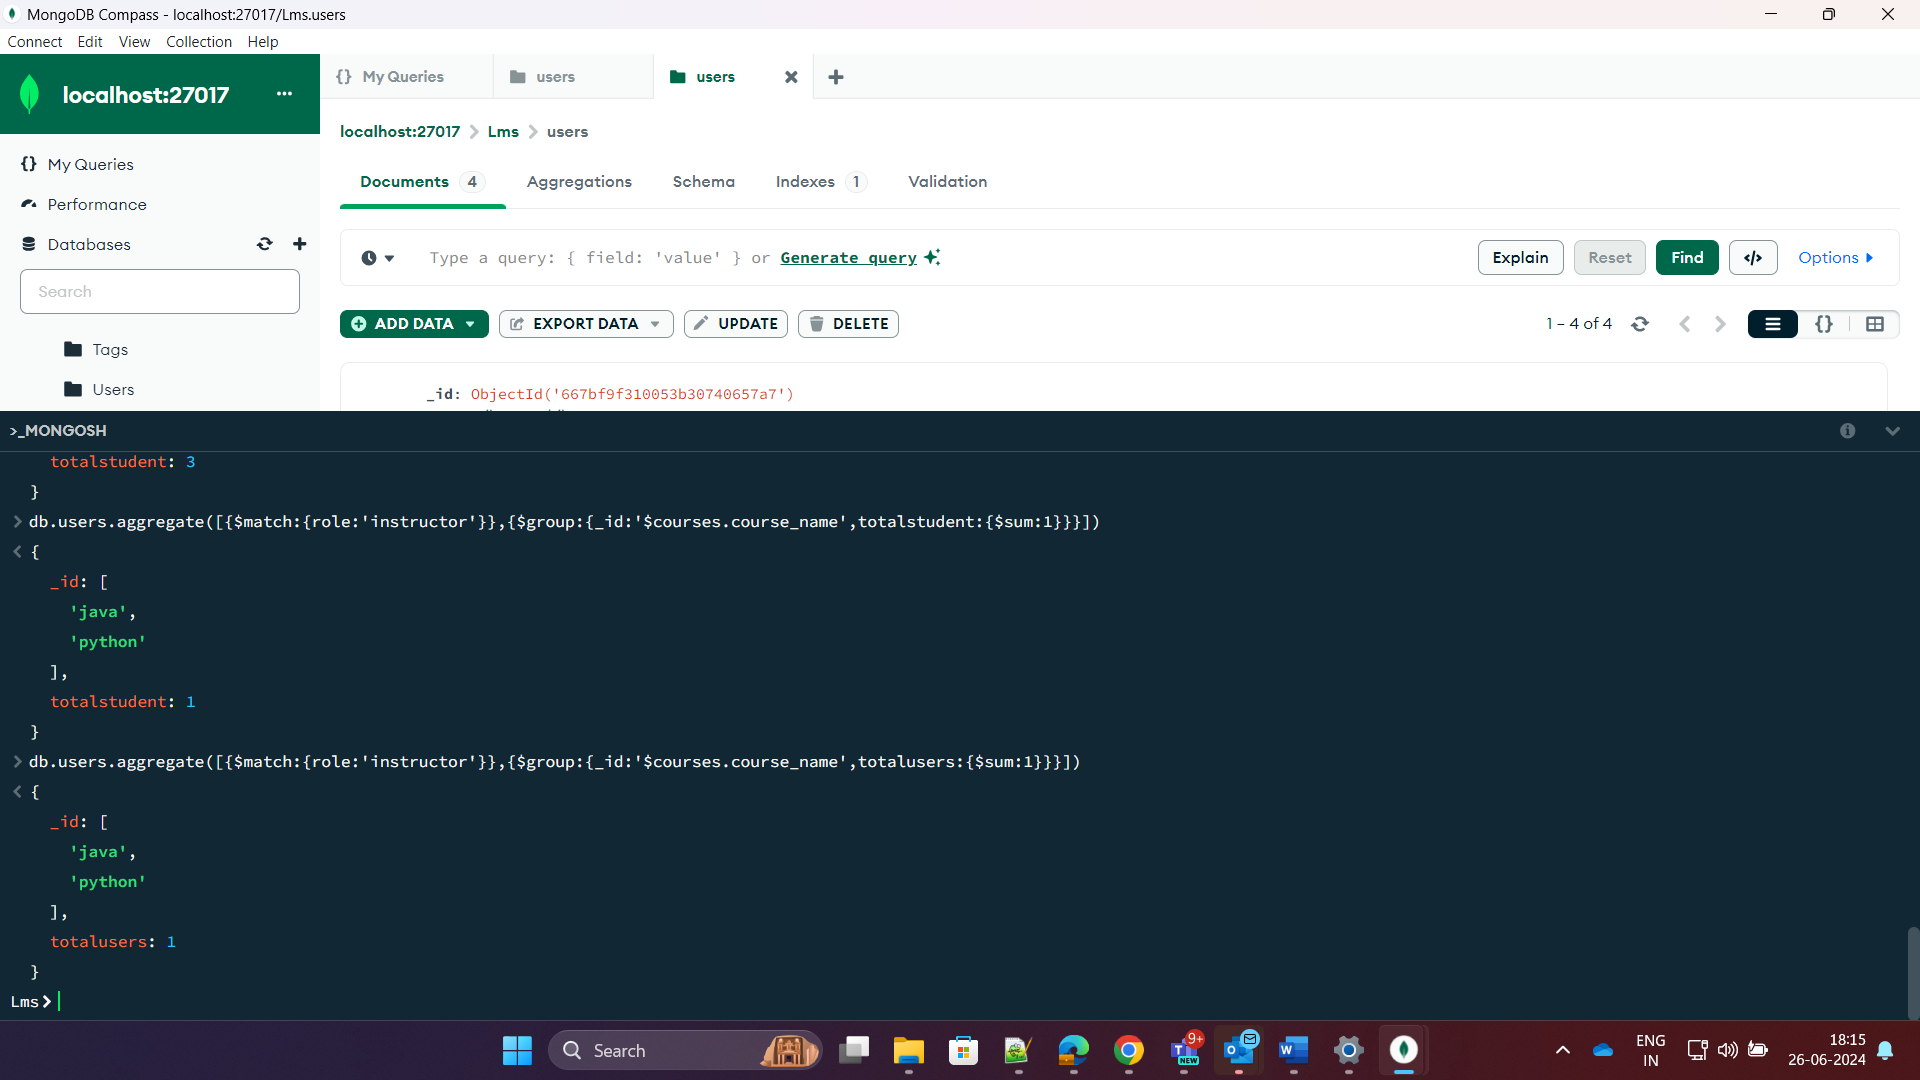 MongoDB Compass - localhost:27017/Lms.users
Connect Edit View Collection Help
localhost:27017 ...
{} My Queries
users
users
localhost:27017 > Lms > users
My Queries
Performance
Databases
Search
Tags
Users
Documents 4 Aggregations Schema Indexes 1 Validation
Type a query: { field: 'value' } or Generate query
Explain Reset Find </> Options
ADD DATA EXPORT DATA UPDATE DELETE
1 – 4 of 4 {}
_id: ObjectId('667bf9f310053b30740657a7')
>_MONGOSH
totalstudent: 3
}
> db.users.aggregate([{$match:{role:'instructor'}},{$group:{_id:'$courses.course_name',totalstudent:{$sum:1}}}])
< {
_id: [
'java',
'python'
],
totalstudent: 1
}
> db.users.aggregate([{$match:{role:'instructor'}},{$group:{_id:'$courses.course_name',totalusers:{$sum:1}}}])
< {
_id: [
'java',
'python'
],
totalusers: 1
}
Lms>
Search
9+
NEW
ENG
IN
18:15
26-06-2024